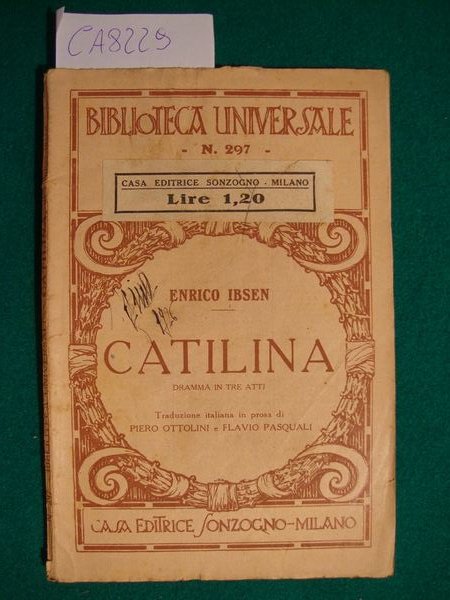 CA8229
BIBLIOTECA UNIVERSALE
- N. 297 -
CASA EDITRICE SONZOGNO - MILANO
Lire 1,20
ENRICO IBSEN
CATILINA
DRAMMA IN TRE ATTI
Traduzione italiana in prosa di
PIERO OTTOLINI e FLAVIO PASQUALI
CASA EDITRICE SONZOGNO-MILANO